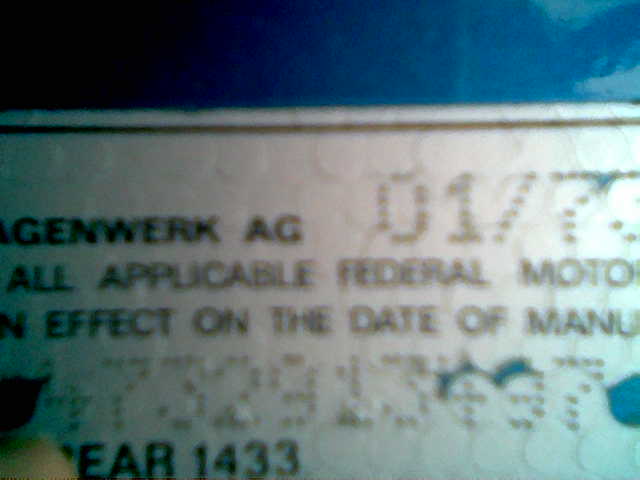 AGENWERK AG 01/7
ALL APPLICABLE FEDERAL MOTO
N EFFECT ON THE DATE OF MANU
EAR 1433